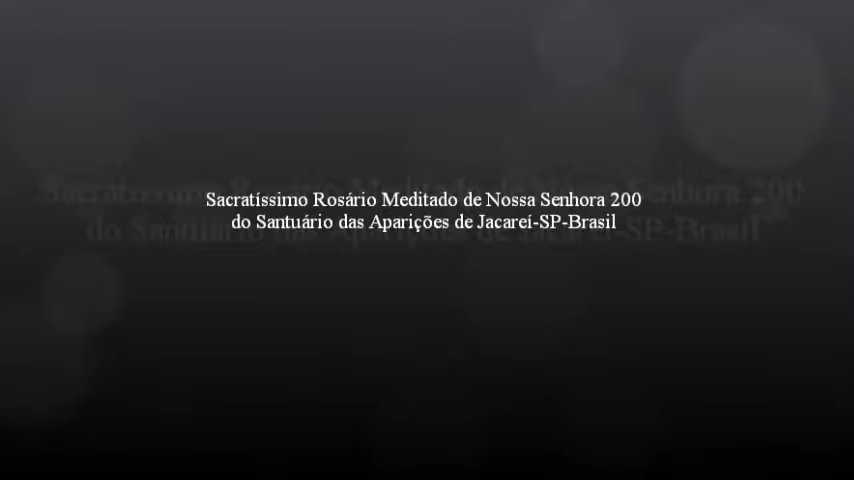 Sacratíssimo Rosário Meditado de Nossa Senhora 200
do Santuário das Aparições de Jacareí-SP-Brasil